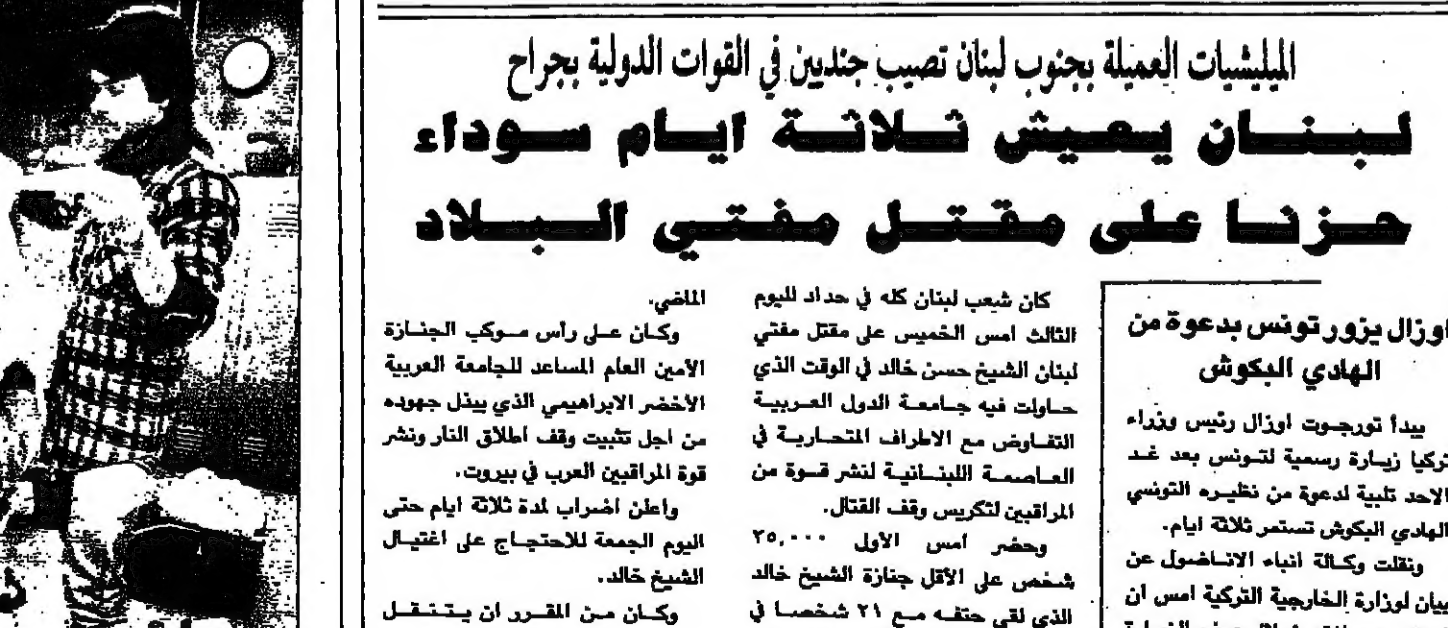 الميليشيات العميلة بجنوب لبنان تصيب جنديين في القوات الدولية بجراح
لبنان يعيش ثلاثة ايام سوداء
حزنا على مقتل مفتي البلاد
اوزال يزور تونس بدعوة من
الهادي البكوش
يبدأ تورجوت اوزال رئيس وزراء
تركيا زيارة رسمية لتونس بعد غد
الاحد تلبية لدعوة من نظيره التونسي
الهادي البكوش تستمر ثلاثة ايام.
ونقلت وكالة انباء الاناضول عن
بيان لوزارة الخارجية التركية امس ان
كان شعب لبنان كله في حداد لليوم
الثالث امس الخميس على مقتل مفتي
لبنان الشيخ حسن خالد في الوقت الذي
حاولت فيه جامعة الدول العربية
التفاوض مع الاطراف المتحاربة في
العاصمة اللبنانية لنشر قوة من
المراقبين لتكريس وقف القتال.
وحضر امس الأول ٢٥,٠٠٠
شخص على الأقل جنازة الشيخ خالد
الذي لقى حتفه مع ٢١ شخصا في
الماضي.
وكان على رأس موكب الجنازة
الأمين العام المساعد للجامعة العربية
الأخضر الابراهيمي الذي يبذل جهوده
من اجل تثبيت وقف اطلاق النار ونشر
قوة المراقبين العرب في بيروت.
واعلن اضراب لمدة ثلاثة ايام حتى
اليوم الجمعة للاحتجاج على اغتيال
الشيخ خالد.
وكان من المقرر ان يتنقل